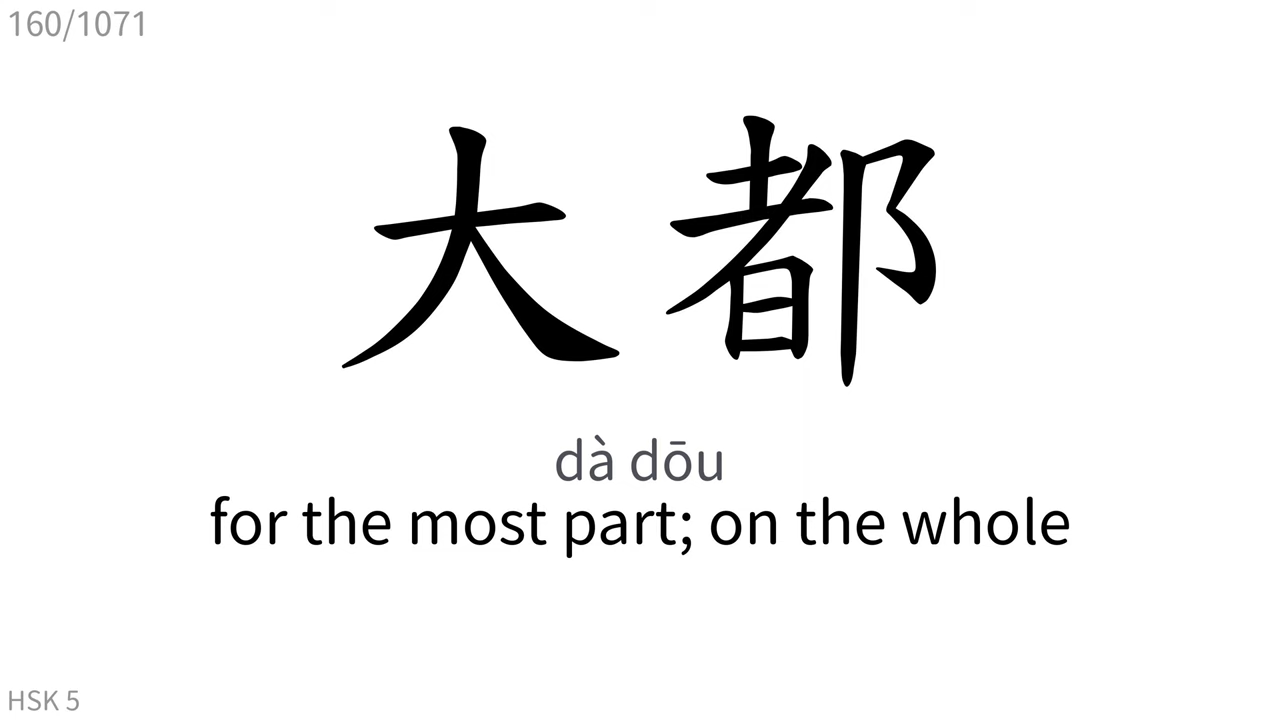 160/1071
大都
dà dōu
for the most part; on the whole
HSK 5